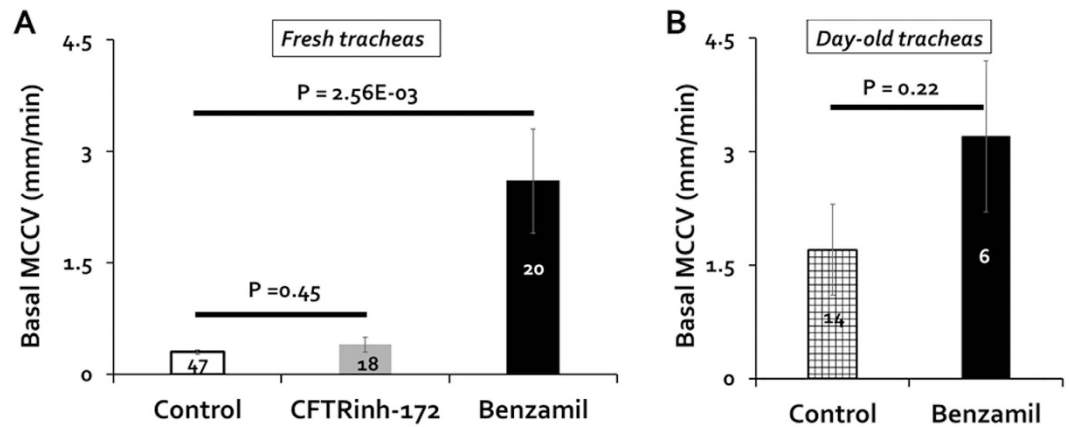 A
Fresh tracheas
Basal MCCV (mm/min)
4.5
3
1.5
0
P = 2.56E-03
P =0.45
47
18
20
Control
CFTRinh-172
Benzamil
B
Day-old tracheas
Basal MCCV (mm/min)
4.5
3
1.5
0
P = 0.22
14
6
Control
Benzamil